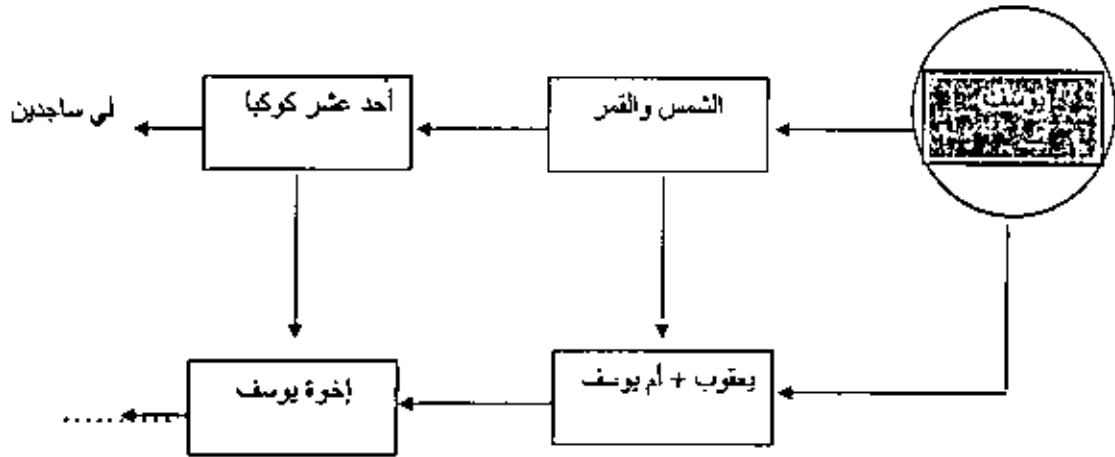 يوسف
الشمس والقمر
أحد عشر كوكبا
لي ساجدين
يعقوب + أم يوسف
إخوة يوسف
........